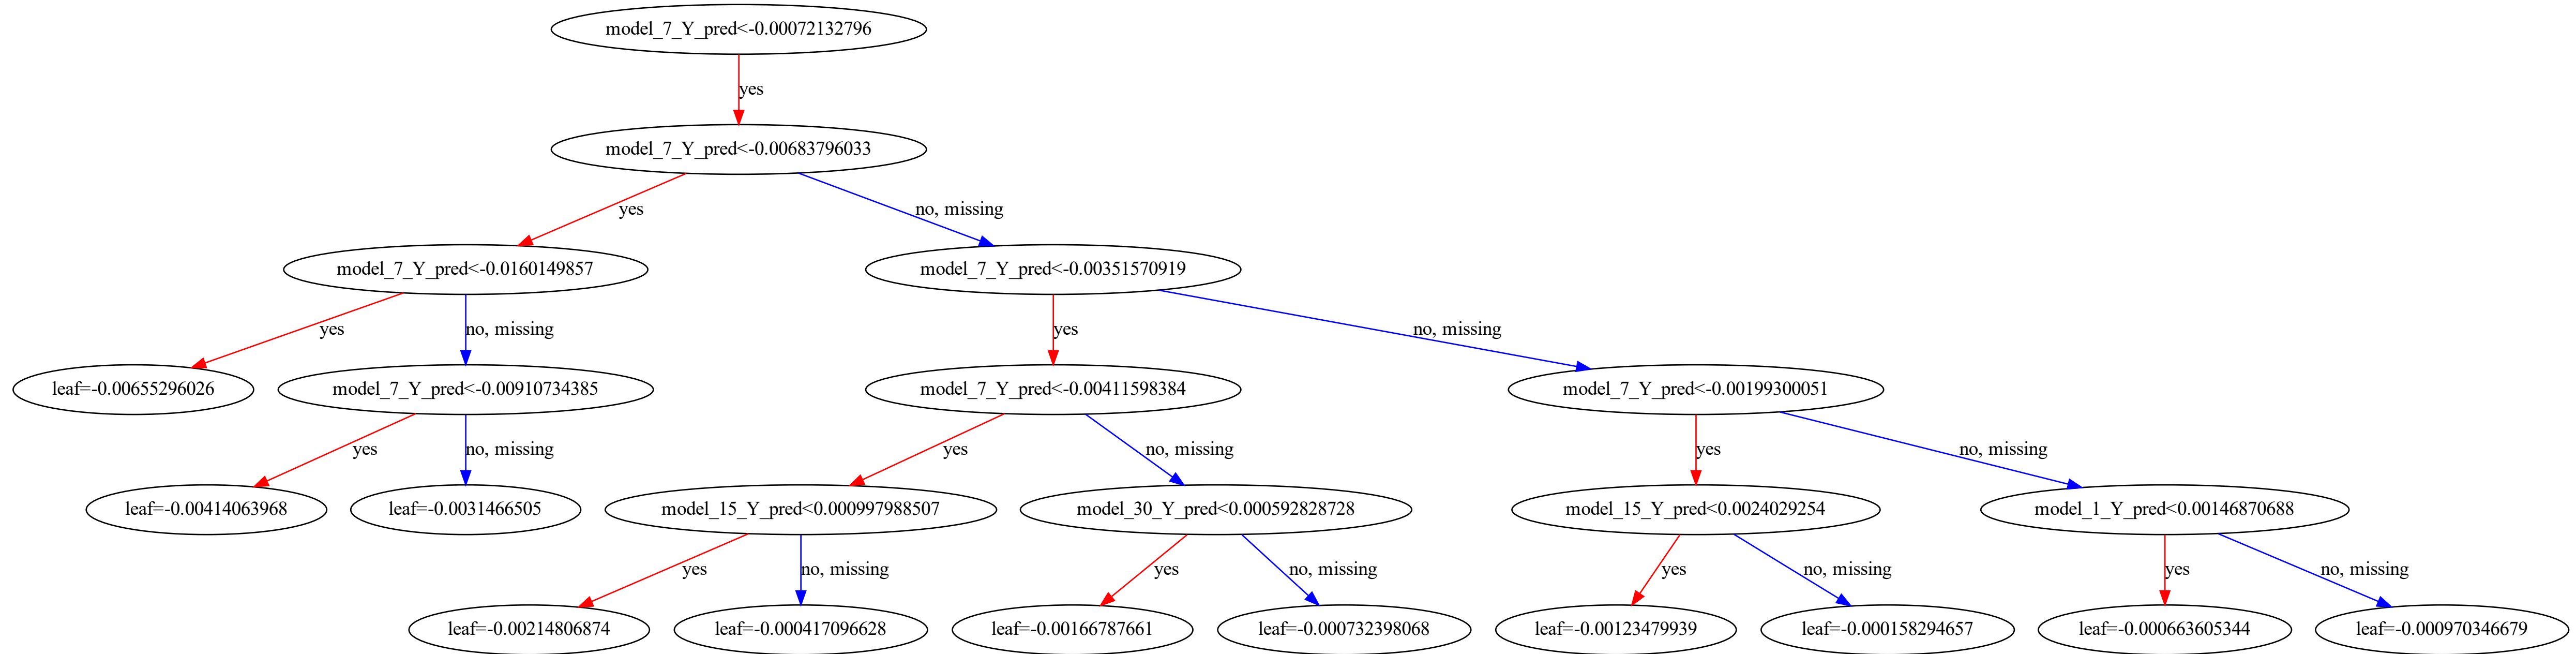 model_7_Y_pred<-0.00072132796
yes
model_7_Y_pred<-0.00683796033
yes
no, missing
model_7_Y_pred<-0.0160149857
model_7_Y_pred<-0.00351570919
yes
no, missing
yes
no, missing
leaf=-0.00655296026
model_7_Y_pred<-0.00910734385
model_7_Y_pred<-0.00411598384
model_7_Y_pred<-0.00199300051
yes
no, missing
yes
no, missing
yes
no, missing
leaf=-0.00414063968
leaf=-0.0031466505
model_15_Y_pred<0.000997988507
model_30_Y_pred<0.000592828728
model_15_Y_pred<0.0024029254
model_1_Y_pred<0.00146870688
yes
no, missing
yes
no, missing
yes
no, missing
yes
no, missing
leaf=-0.00214806874
leaf=-0.000417096628
leaf=-0.00166787661
leaf=-0.000732398068
leaf=-0.00123479939
leaf=-0.000158294657
leaf=-0.000663605344
leaf=-0.000970346679